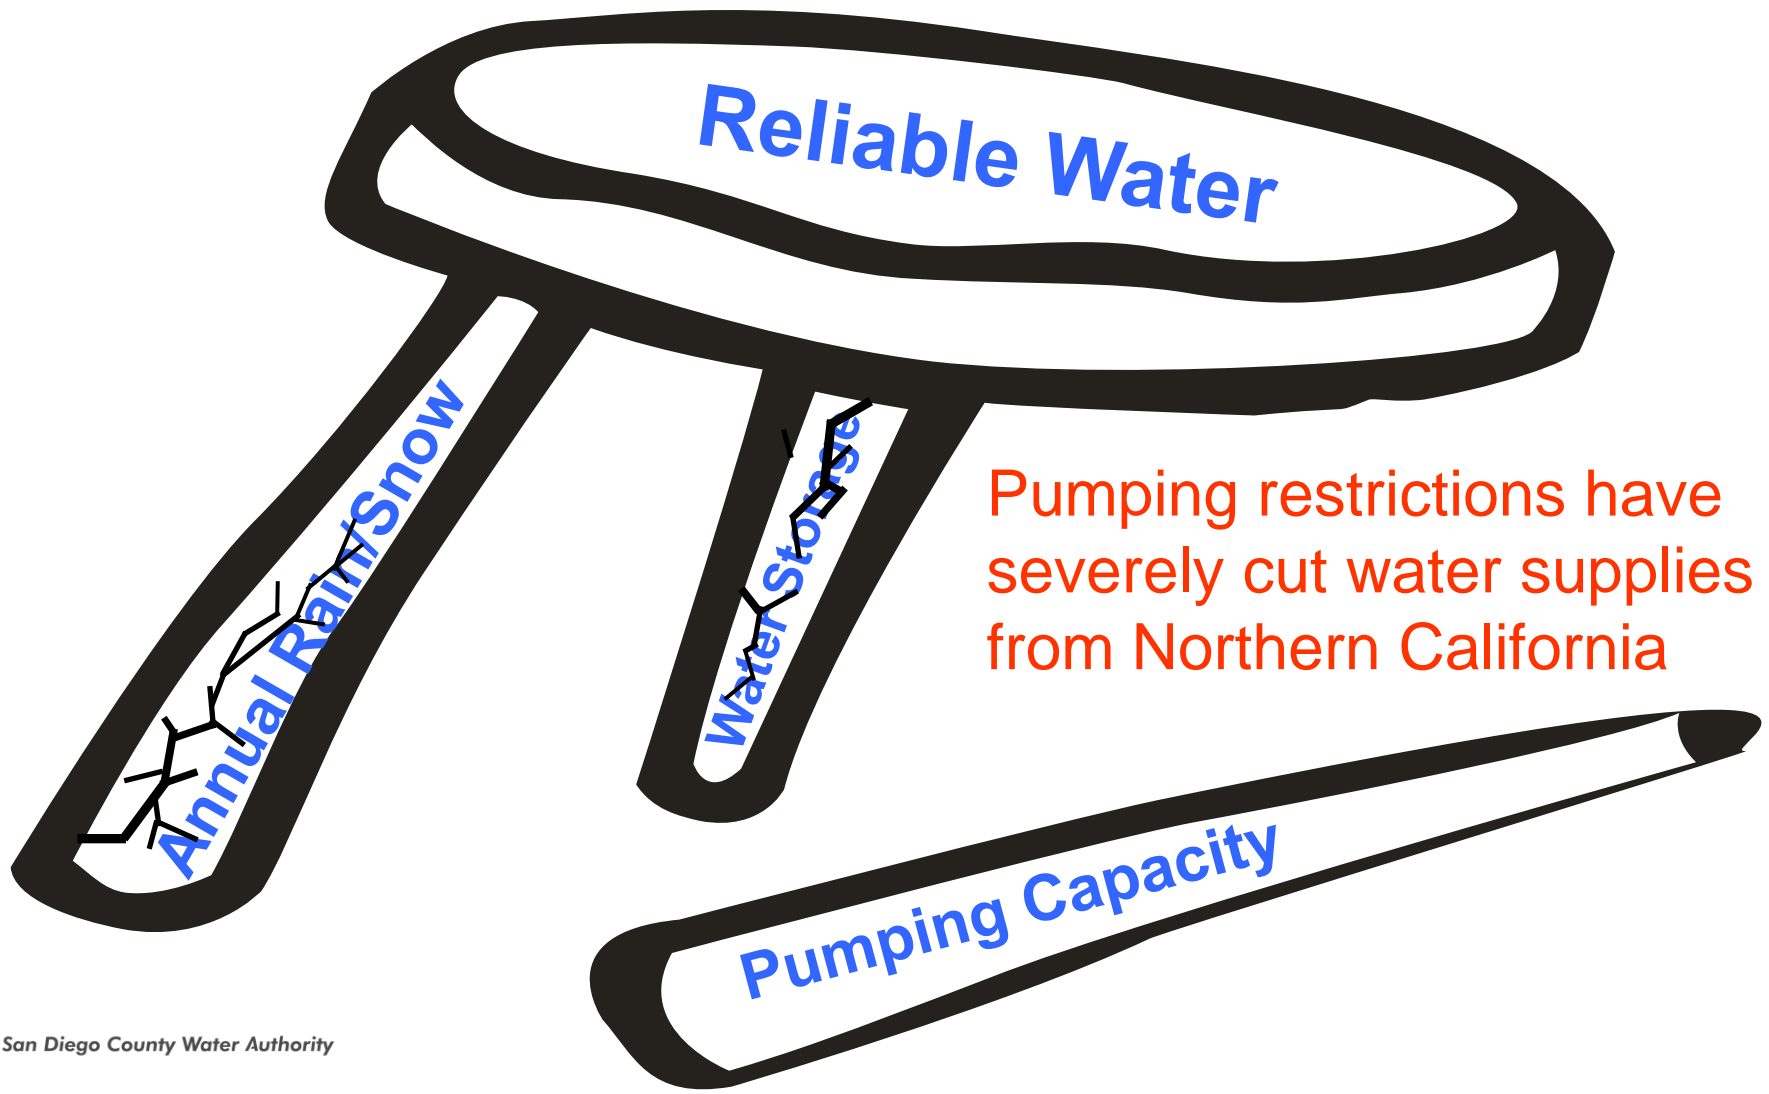 Reliable Water
Annual Rain/Snow
Water Storage
Pumping restrictions have
severely cut water supplies
from Northern California
Pumping Capacity
San Diego County Water Authority